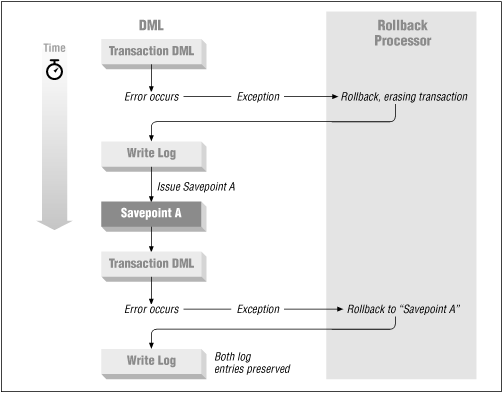 DML
Rollback
Processor
Time
Transaction DML
Error occurs
Exception
Rollback, erasing transaction
Write Log
Issue Savepoint A
Savepoint A
Transaction DML
Error occurs
Exception
Rollback to “Savepoint A”
Write Log
Both log
entries preserved